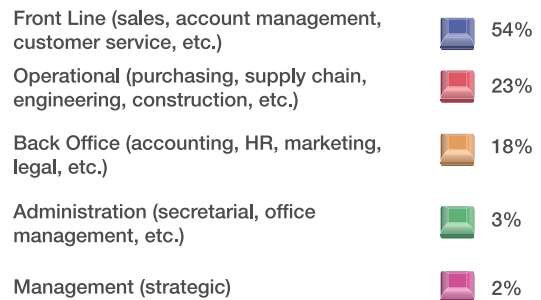 Front Line (sales, account management,
customer service, etc.)
54%
Operational (purchasing, supply chain,
engineering, construction, etc.)
23%
Back Office (accounting, HR, marketing,
legal, etc.)
18%
Administration (secretarial, office
management, etc.)
3%
Management (strategic)
2%